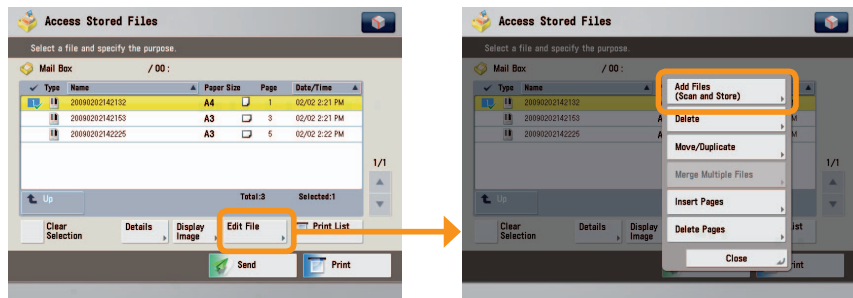 Access Stored Files
Select a file and specify the purpose.
Mail Box / 00 :
Type Name Paper Size Page Date/Time
1 20090202142132 A4 1 02/02 2:21 PM
20090202142153 A3 3 02/02 2:21 PM
20090202142225 A3 5 02/02 2:22 PM
1/1
Up Total:3 Selected:1
Clear Selection Details Display Image Edit File Print List
Send Print
Access Stored Files
Select a file and specify the purpose.
Mail Box / 00 :
Type Name
1 20090202142132
20090202142153
20090202142225
Add Files
(Scan and Store)
Delete
Move/Duplicate
Merge Multiple Files
Insert Pages
Delete Pages
Close
1/1
Up
Clear Selection Details Display Image